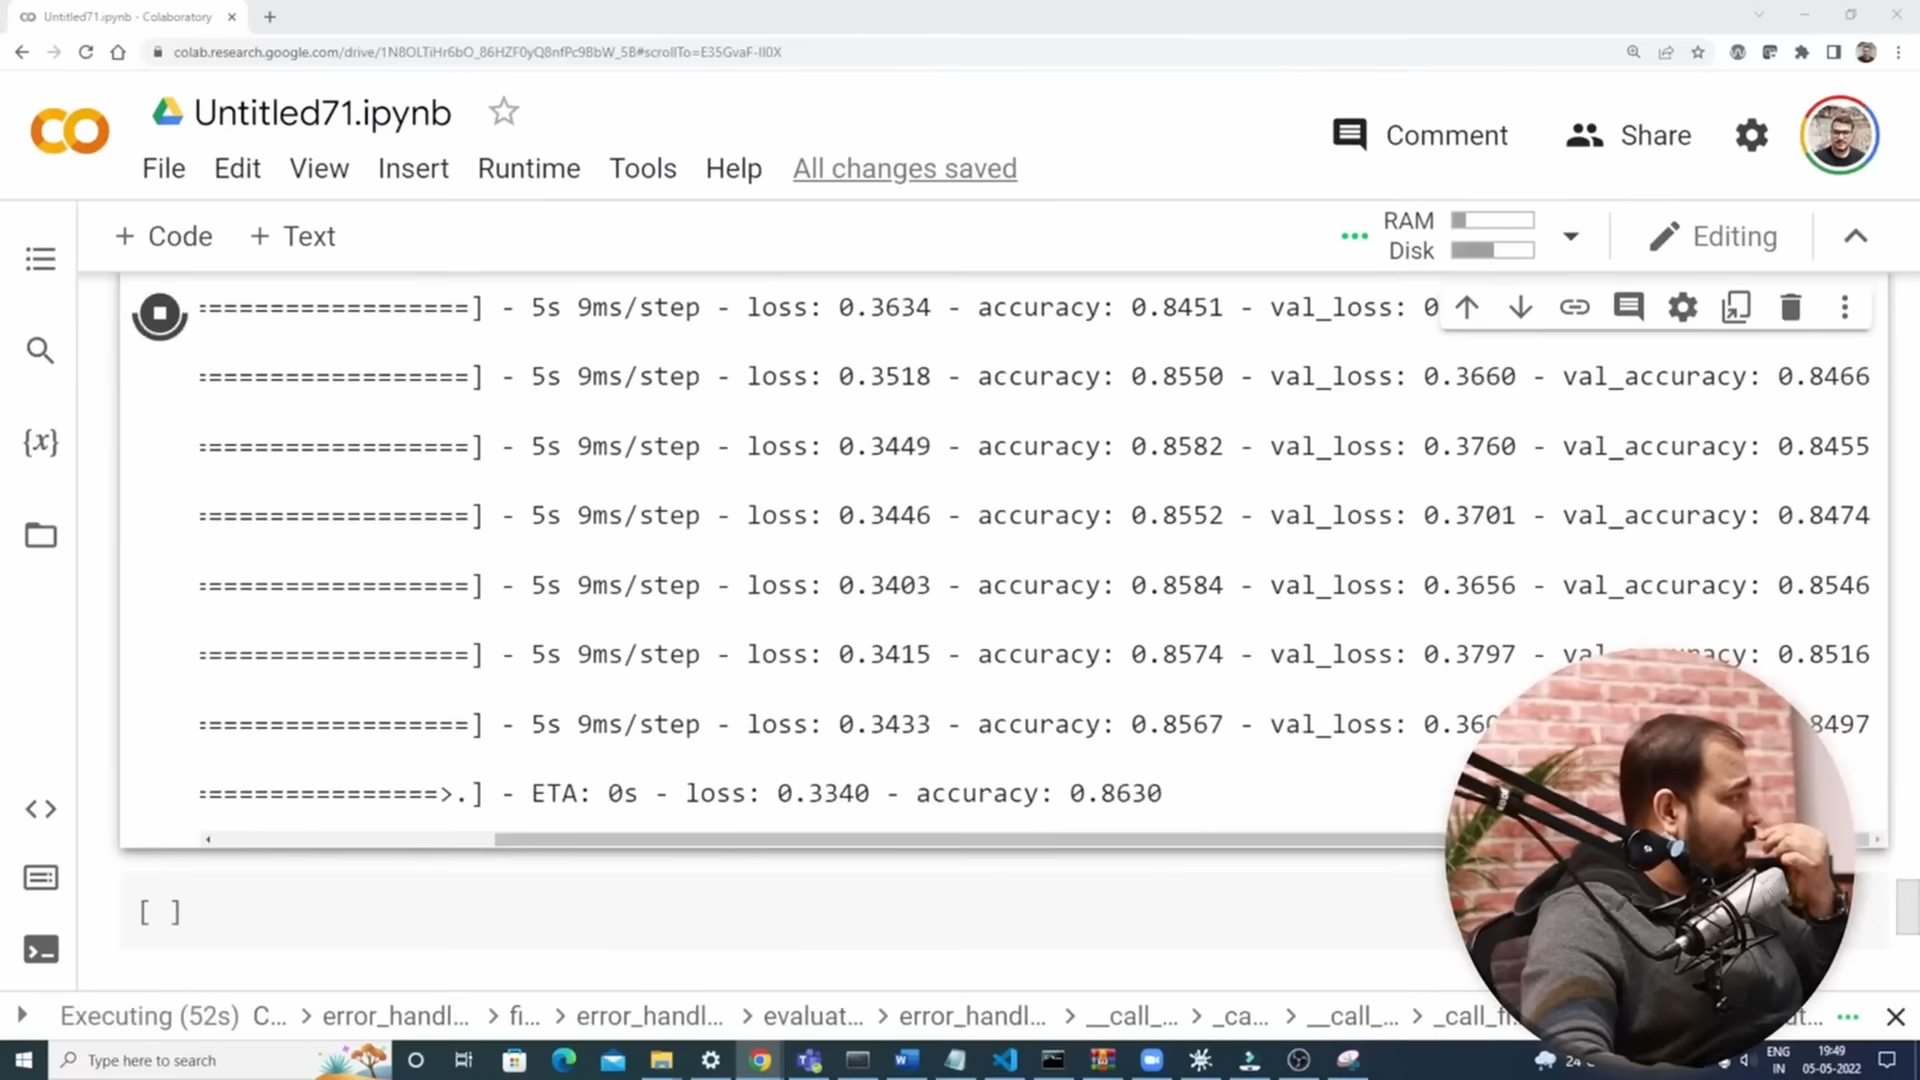 Untitled71.ipynb - Colaboratory
colab.research.google.com/drive/1N8OLTiHr6bO_86HZF0yQ8nfPc9BbW_5B#scrollTo=E35GvaF-II0X
CO Untitled71.ipynb
Comment Share
File Edit View Insert Runtime Tools Help All changes saved
+ Code + Text RAM Disk Editing
=================] - 5s 9ms/step - loss: 0.3634 - accuracy: 0.8451 - val_loss: 0
=================] - 5s 9ms/step - loss: 0.3518 - accuracy: 0.8550 - val_loss: 0.3660 - val_accuracy: 0.8466
=================] - 5s 9ms/step - loss: 0.3449 - accuracy: 0.8582 - val_loss: 0.3760 - val_accuracy: 0.8455
=================] - 5s 9ms/step - loss: 0.3446 - accuracy: 0.8552 - val_loss: 0.3701 - val_accuracy: 0.8474
=================] - 5s 9ms/step - loss: 0.3403 - accuracy: 0.8584 - val_loss: 0.3656 - val_accuracy: 0.8546
=================] - 5s 9ms/step - loss: 0.3415 - accuracy: 0.8574 - val_loss: 0.3797 - 0.8516
=================] - 5s 9ms/step - loss: 0.3433 - accuracy: 0.8567 - val_loss: 0.36 8497
===============>.] - ETA: 0s - loss: 0.3340 - accuracy: 0.8630
[ ]
Executing (52s) C... > error_handl... > fi... > error_handl... > evaluat... > error_handl... > __call_... > _ca... > __call_... > _call_fl...
Type here to search
24
ENG
IN
19:49
05-05-2022